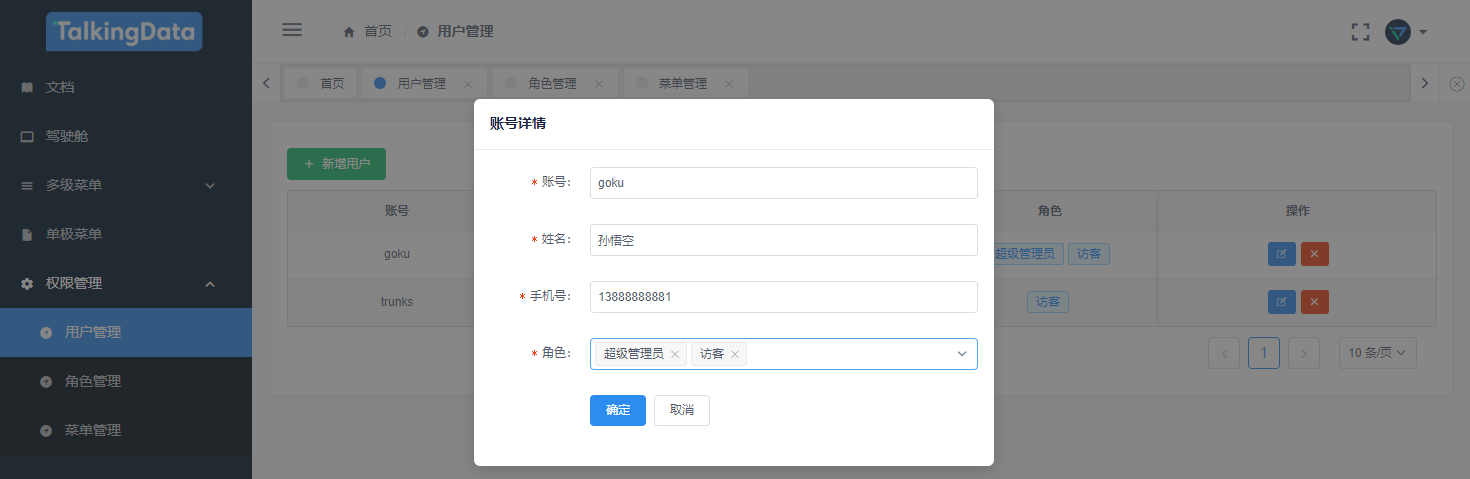 TalkingData
首页 / 用户管理
文档
驾驶舱
多级菜单
单极菜单
权限管理
用户管理
角色管理
菜单管理
首页 用户管理 角色管理 菜单管理
+ 新增用户
账号 角色 操作
goku 超级管理员 访客
trunks 访客
1 10 条/页
账号详情
* 账号: goku
* 姓名: 孙悟空
* 手机号: 13888888881
* 角色: 超级管理员 访客
确定 取消